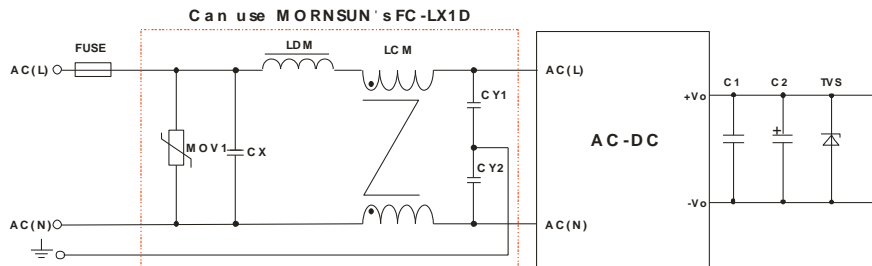 Can use MORNSUN's FC-LX1D
FUSE
LDM
LCM
AC(L)
AC(L)
C1
C2
TVS
+Vo
CY1
MOV1
CX
AC-DC
+
CY2
-Vo
AC(N)
AC(N)